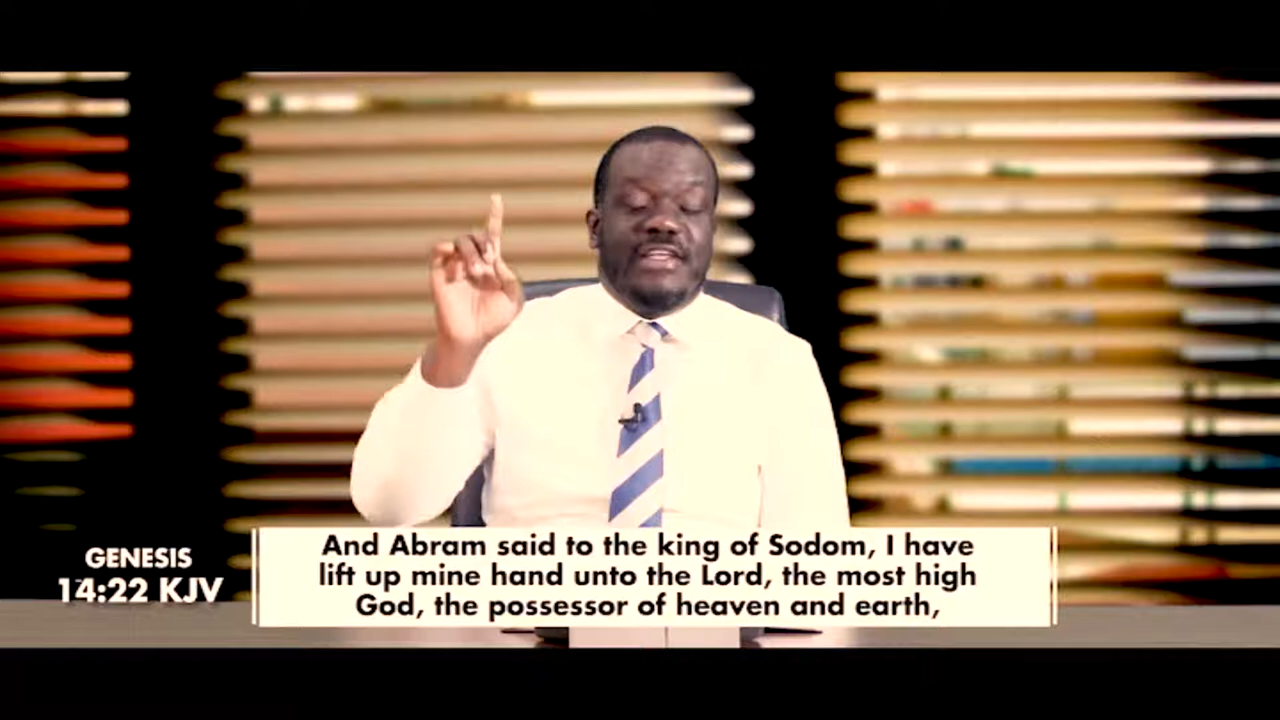 GENESIS
14:22 KJV
And Abram said to the king of Sodom, I have
lift up mine hand unto the Lord, the most high
God, the possessor of heaven and earth,